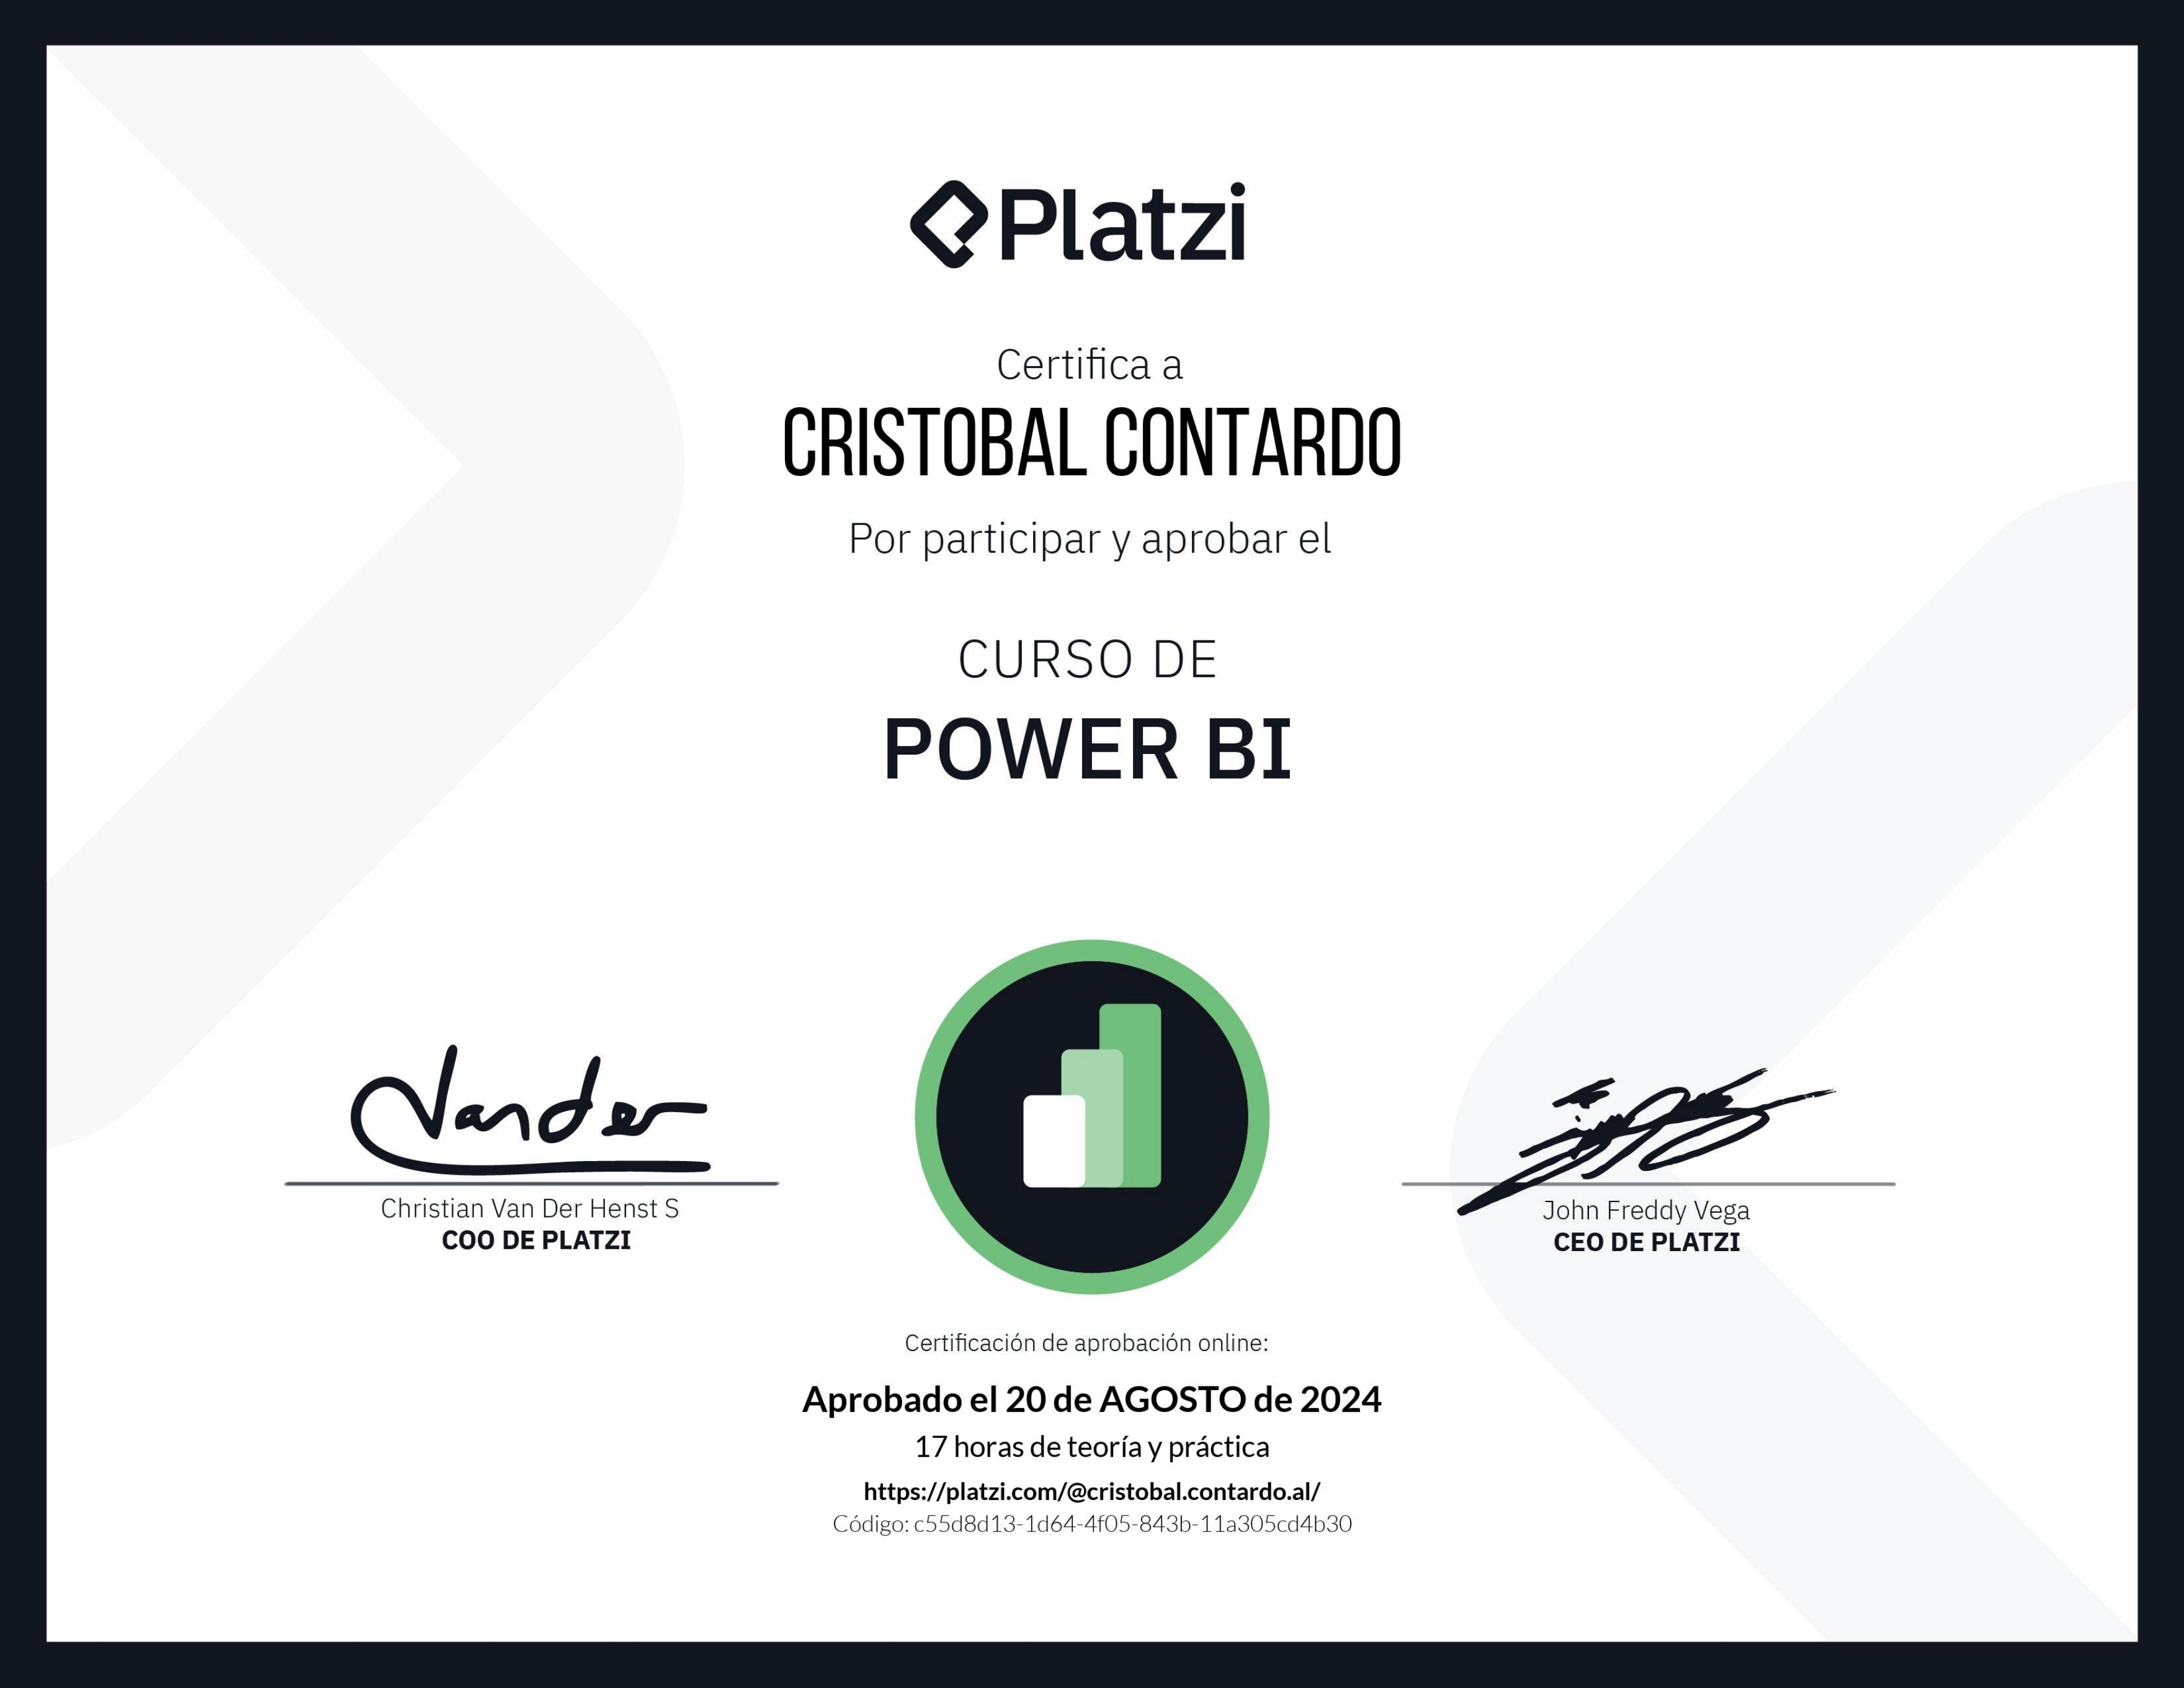 Platzi
Certifica a
CRISTOBAL CONTARDO
Por participar y aprobar el
CURSO DE
POWER BI
Vander
Christian Van Der Henst S
COO DE PLATZI
John Freddy Vega
CEO DE PLATZI
Certificación de aprobación online:
Aprobado el 20 de AGOSTO de 2024
17 horas de teoría y práctica
https://platzi.com/@cristobal.contardo.al/
Código: c55d8d13-1d64-4f05-843b-11a305cd4b30